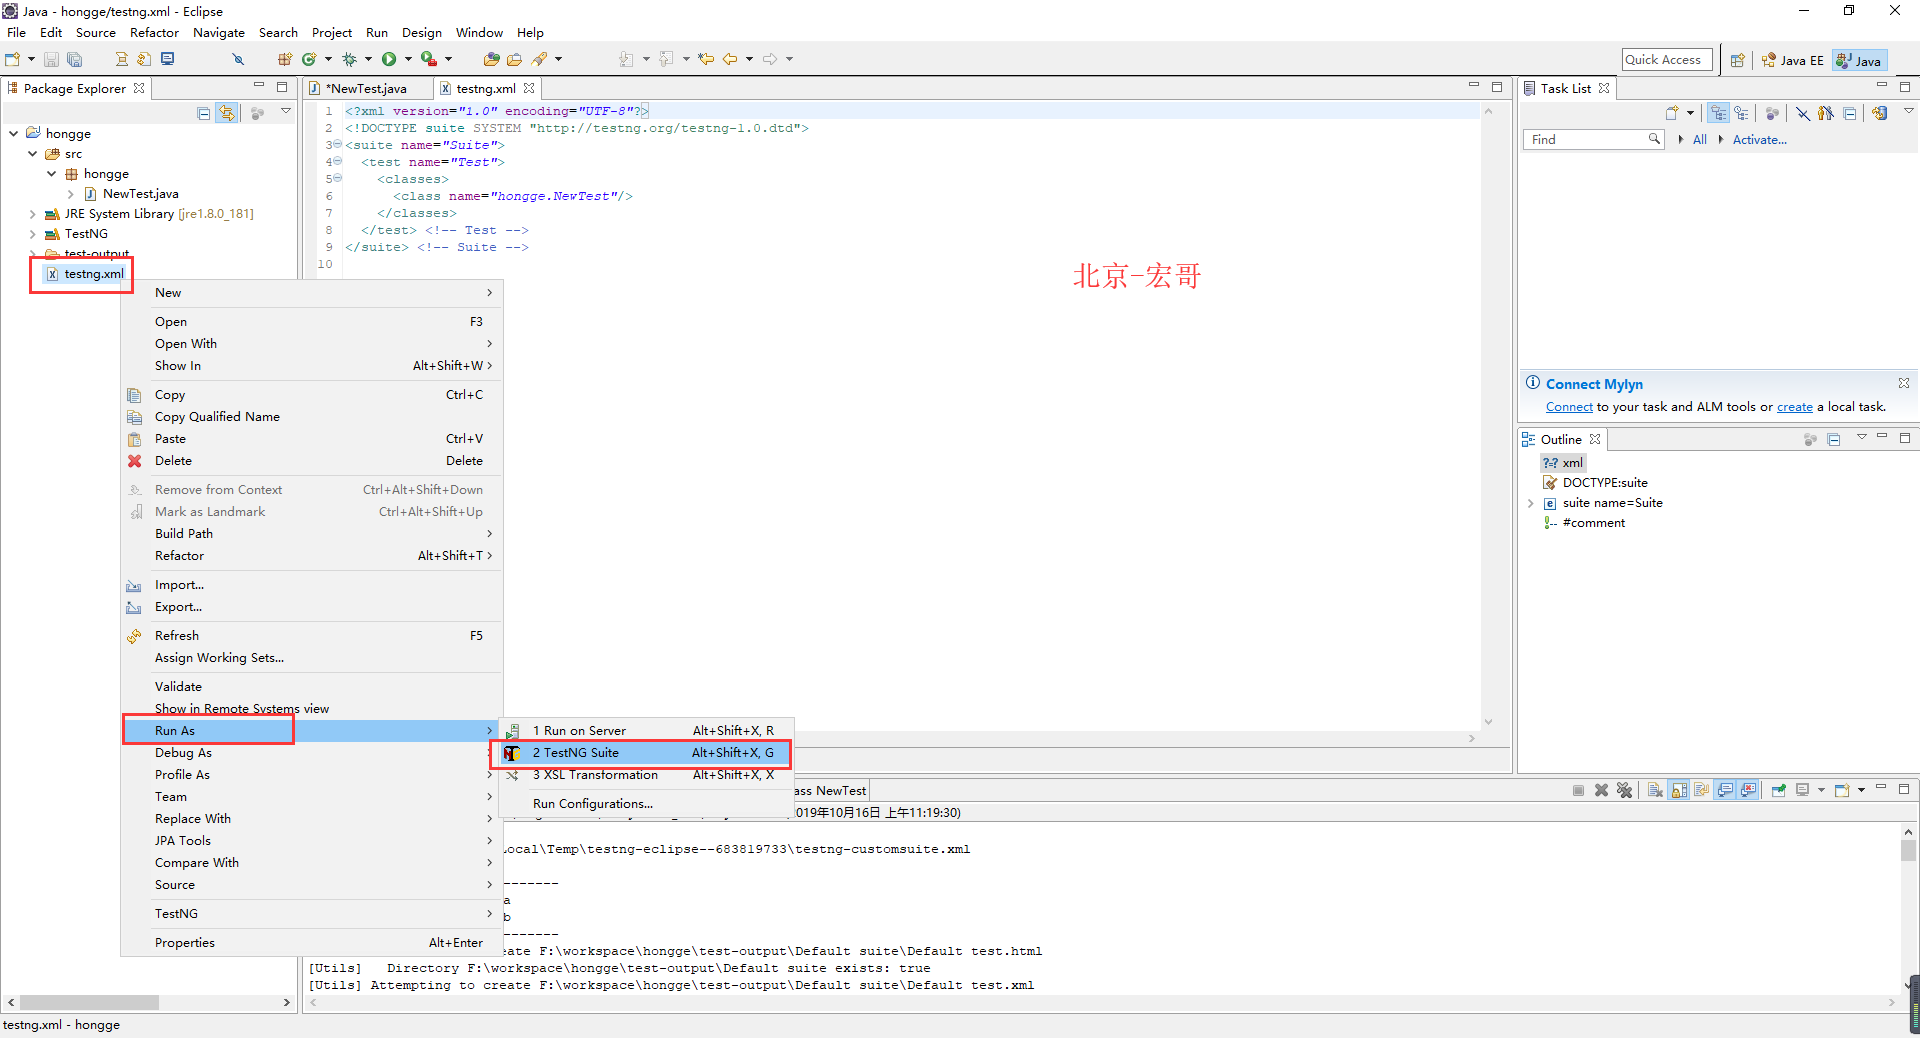 Java - hongge/testng.xml - Eclipse
File Edit Source Refactor Navigate Search Project Run Design Window Help
Quick Access
Java EE
Java
Package Explorer
hongge
src
hongge
NewTest.java
JRE System Library [jre1.8.0_181]
TestNG
test-output
testng.xml
*NewTest.java
testng.xml
1 <?xml version="1.0" encoding="UTF-8"?>
2 <!DOCTYPE suite SYSTEM "http://testng.org/testng-1.0.dtd">
3 <suite name="Suite">
4 <test name="Test">
5 <classes>
6 <class name="hongge.NewTest"/>
7 </classes>
8 </test> <!-- Test -->
9 </suite> <!-- Suite -->
10
北京-宏哥
New
Open F3
Open With
Show In Alt+Shift+W
Copy Ctrl+C
Copy Qualified Name
Paste Ctrl+V
Delete Delete
Remove from Context Ctrl+Alt+Shift+Down
Mark as Landmark Ctrl+Alt+Shift+Up
Build Path
Refactor Alt+Shift+T
Import...
Export...
Refresh F5
Assign Working Sets...
Validate
Show in Remote Systems view
Run As
Debug As
Profile As
Team
Replace With
JPA Tools
Compare With
Source
TestNG
Properties Alt+Enter
1 Run on Server Alt+Shift+X, R
2 TestNG Suite Alt+Shift+X, G
3 XSL Transformation Alt+Shift+X, X
Run Configurations...
Task List
Find
All
Activate...
Connect Mylyn
Connect to your task and ALM tools or create a local task.
Outline
xml
DOCTYPE:suite
suite name=Suite
#comment
ass NewTest
2019年10月16日 上午11:19:30)
Local\Temp\testng-eclipse--683819733\testng-customsuite.xml
-------
a
b
-------
eate F:\workspace\hongge\test-output\Default suite\Default test.html
[Utils] Directory F:\workspace\hongge\test-output\Default suite exists: true
[Utils] Attempting to create F:\workspace\hongge\test-output\Default suite\Default test.xml
testng.xml - hongge